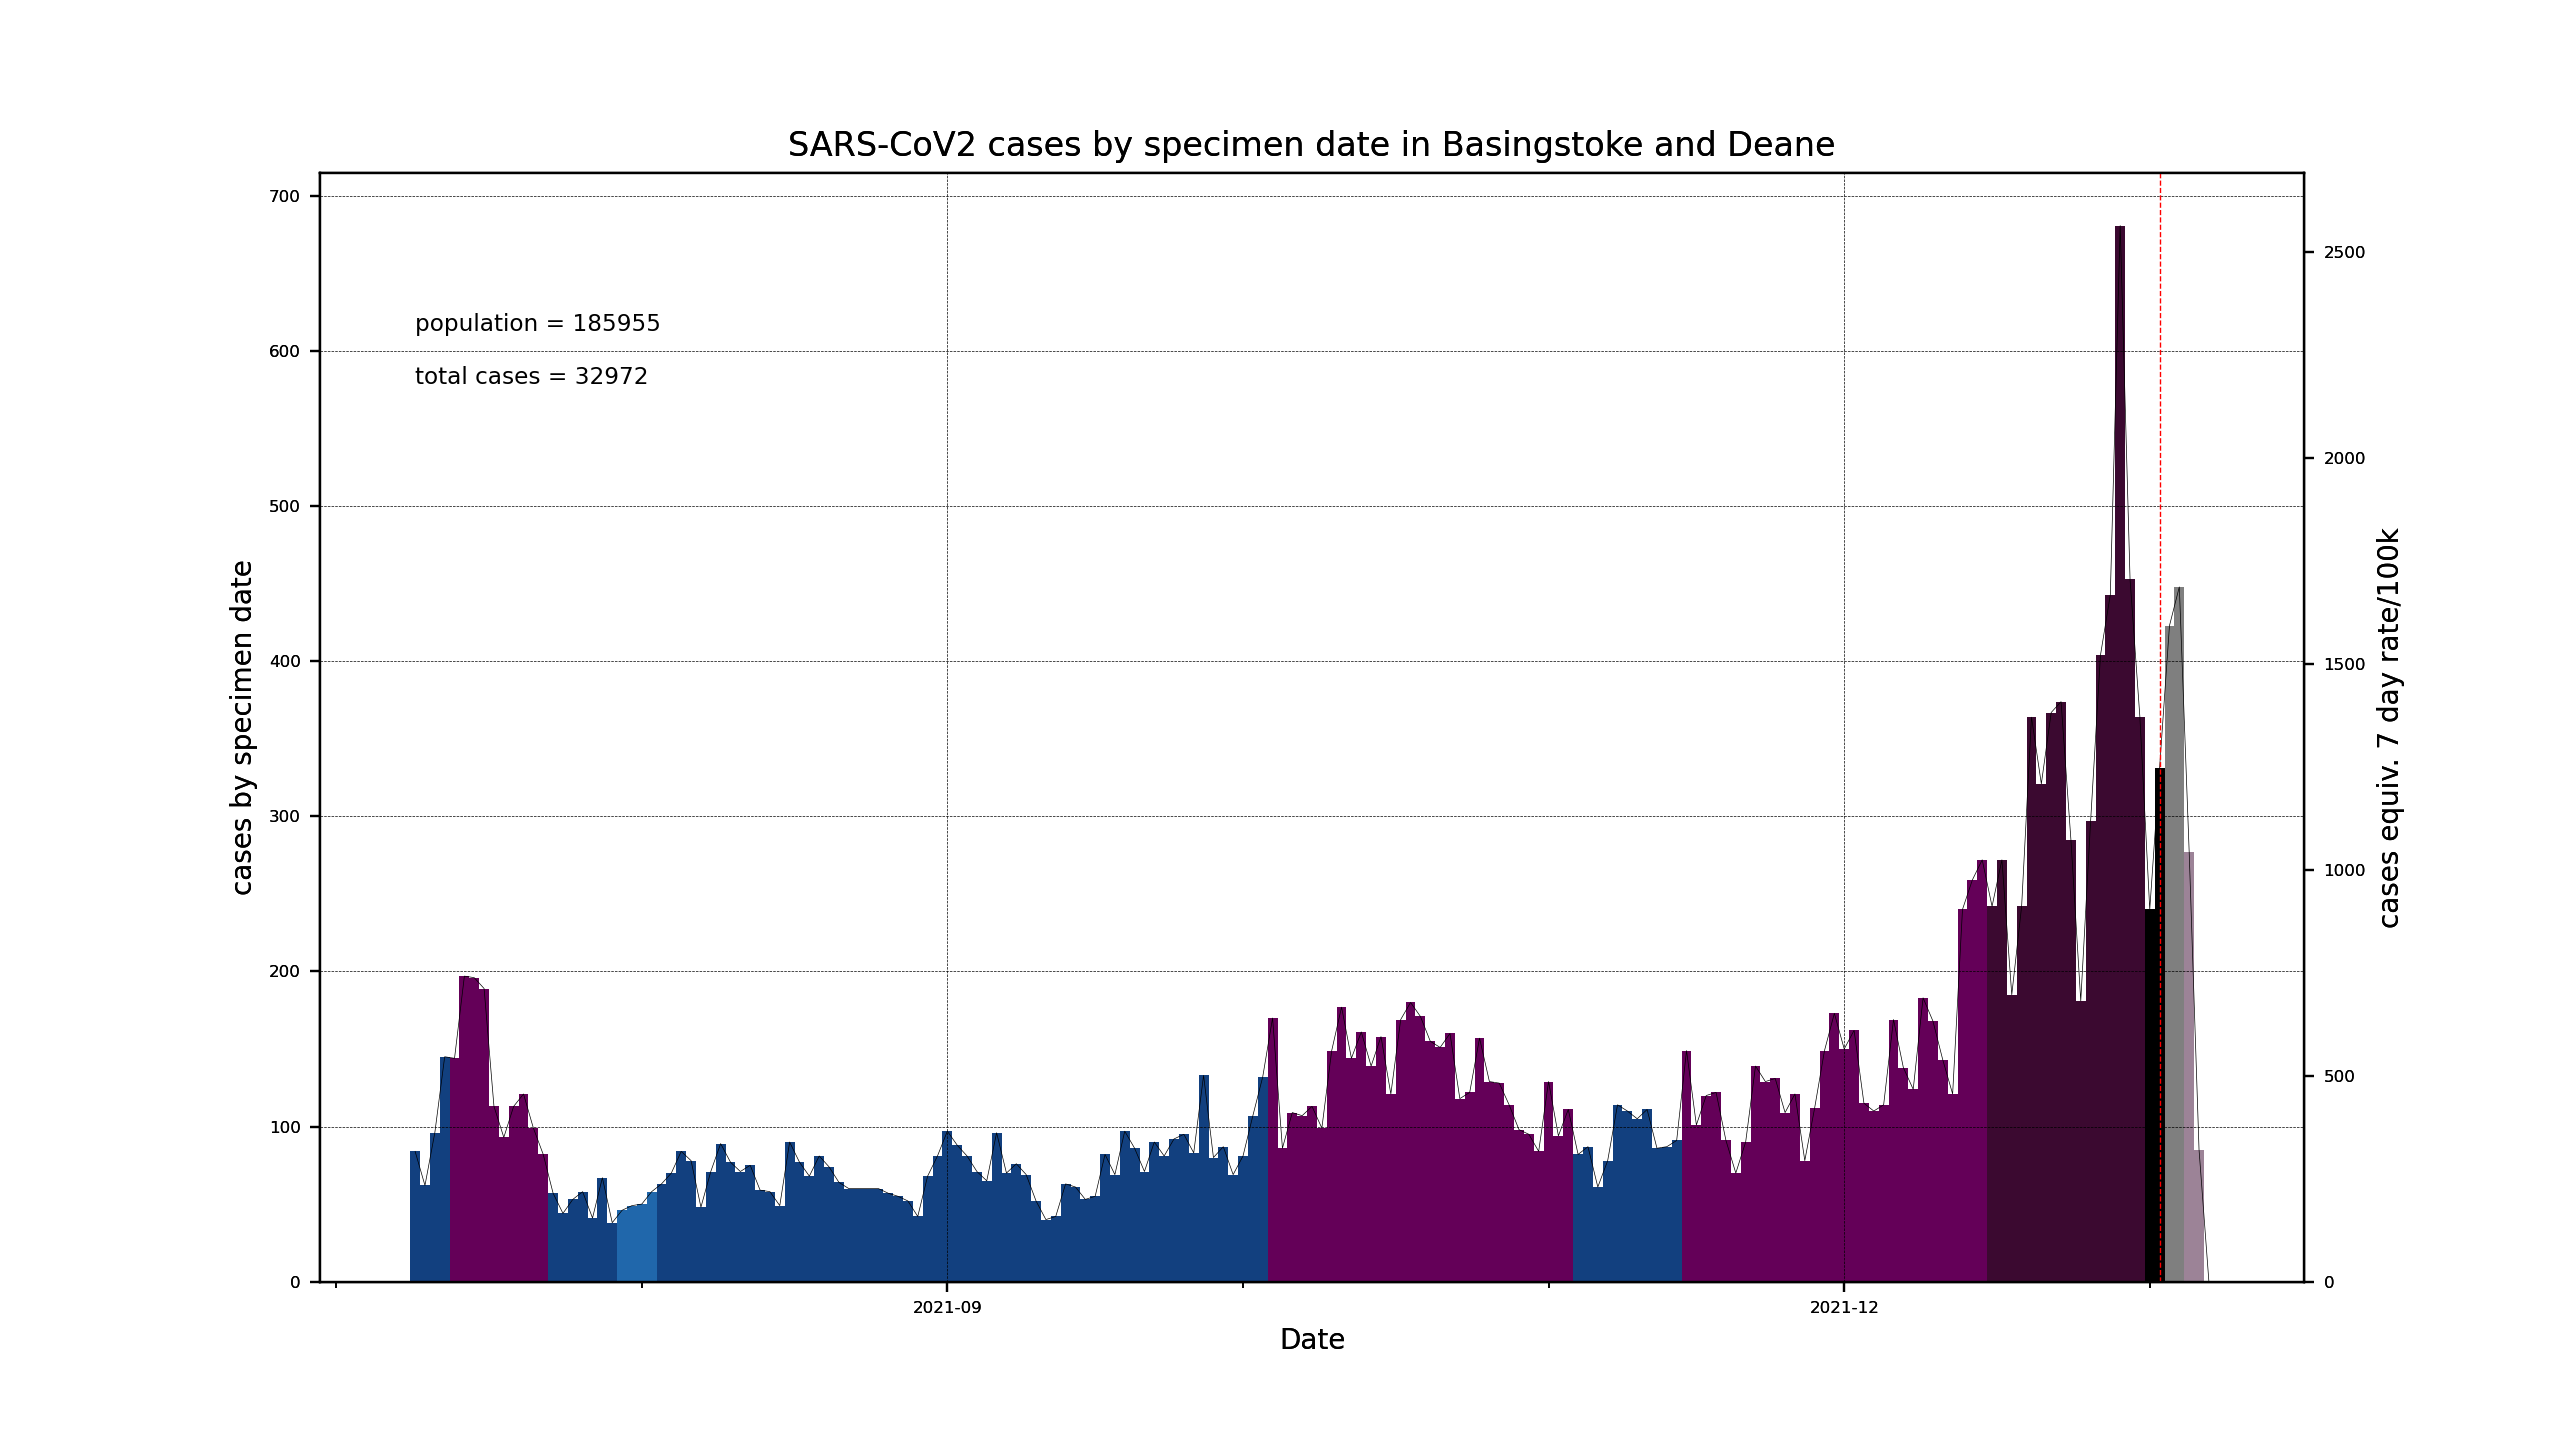 SARS-CoV2 cases by specimen date in Basingstoke and Deane
population = 185955
total cases = 32972
cases by specimen date
700
600
500
400
300
200
100
0
2500
2000
1500
1000
500
0
cases equiv. 7 day rate/100k
2021-09
2021-12
Date